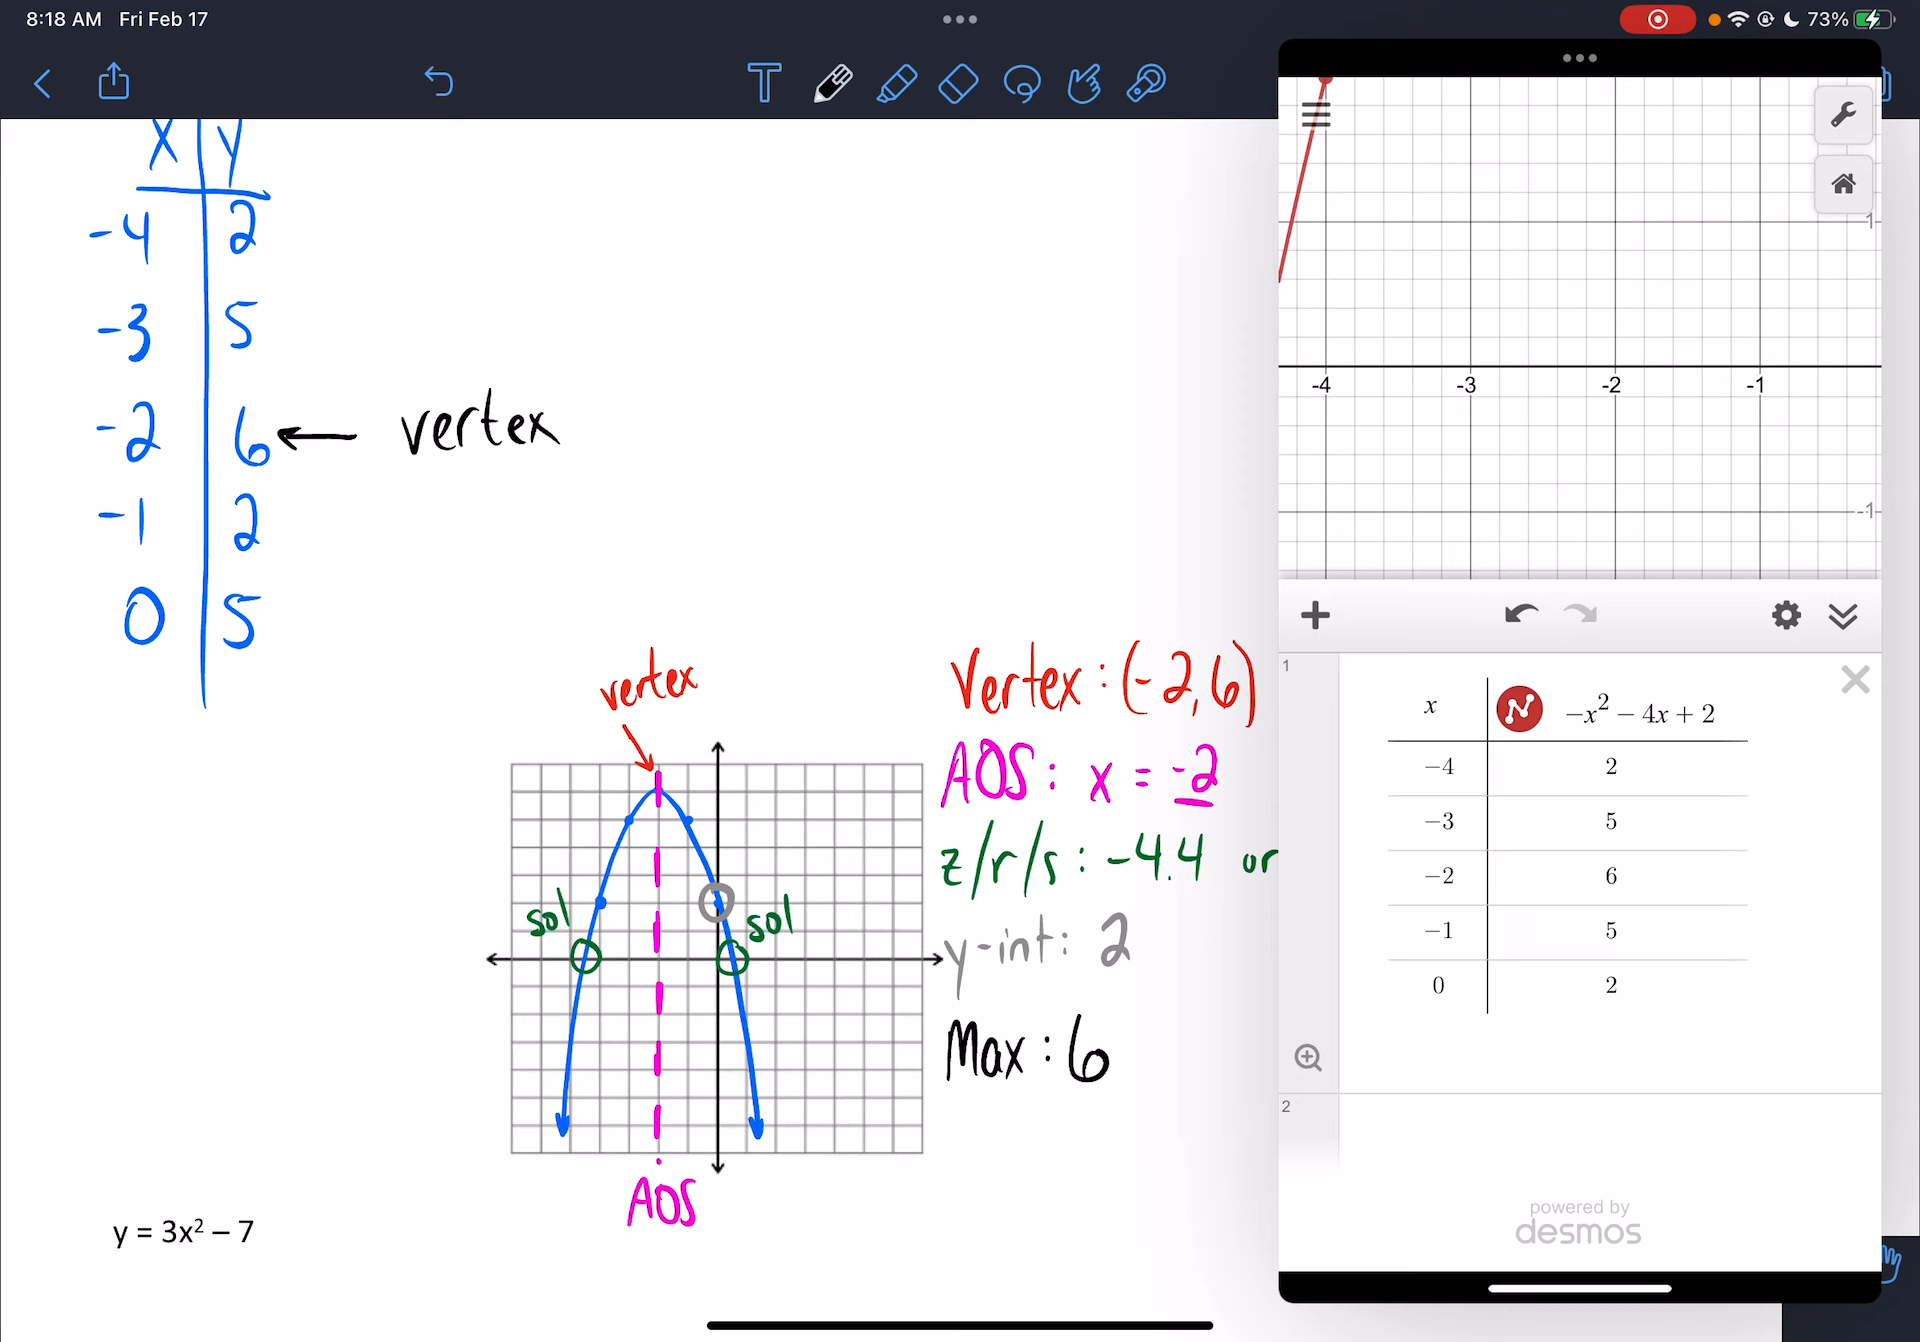 8:18 AM Fri Feb 17
73%
x y
-4 2
-3 5
-2 6 ← vertex
-1 2
0 5
vertex
sol
sol
AOS
Vertex: (-2,6)
AOS: x = -2
z/r/s: -4.4 or
y-int: 2
Max: 6
y = 3x² – 7
1
-4 -3 -2 -1
-1
1
x −x² − 4x + 2
−4 2
−3 5
−2 6
−1 5
0 2
2
powered by
desmos